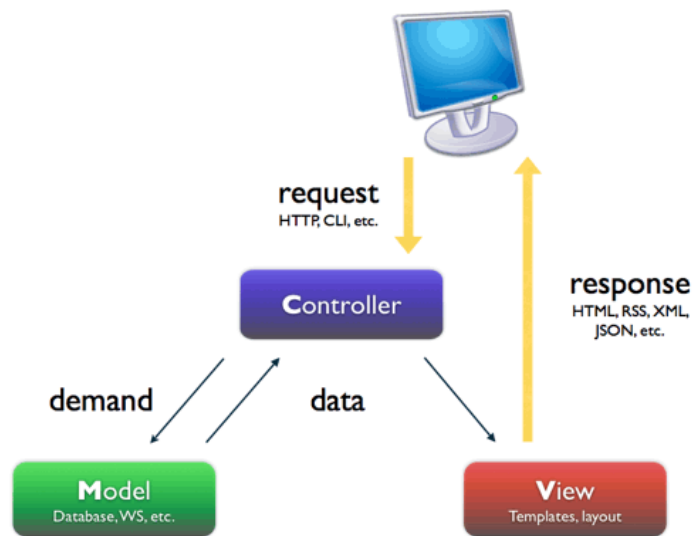 request
HTTP, CLI, etc.
Controller
response
HTML, RSS, XML,
JSON, etc.
demand
data
Model
Database, WS, etc.
View
Templates, layout